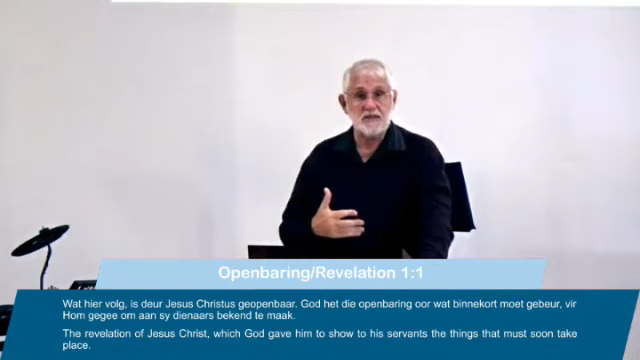 Openbaring/Revelation 1:1
Wat hier volg, is deur Jesus Christus geopenbaar. God het die openbaring oor wat binnekort moet gebeur, vir
Hom gegee om aan sy dienaars bekend te maak.
The revelation of Jesus Christ, which God gave him to show to his servants the things that must soon take
place.